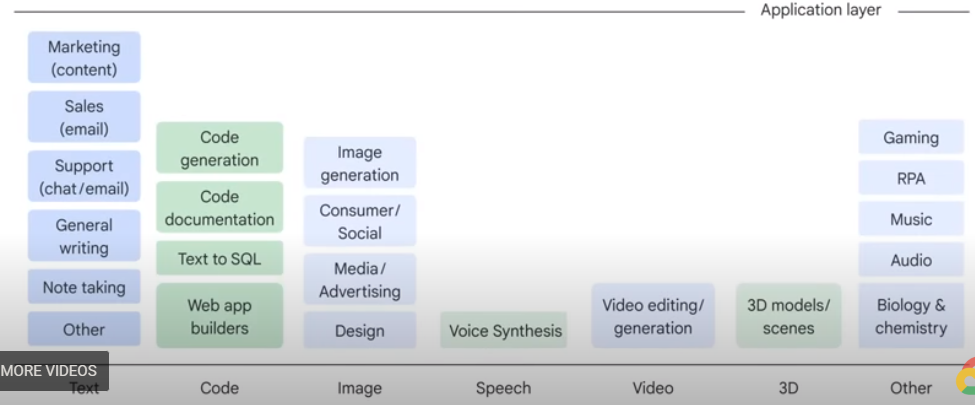 Application layer
Marketing
(content)
Sales
(email)
Support
(chat/email)
General
writing
Note taking
Other
Code
generation
Code
documentation
Text to SQL
Web app
builders
Image
generation
Consumer/
Social
Media/
Advertising
Design
Voice Synthesis
Video editing/
generation
3D models/
scenes
Gaming
RPA
Music
Audio
Biology &
chemistry
MORE VIDEOS
Text
Code
Image
Speech
Video
3D
Other